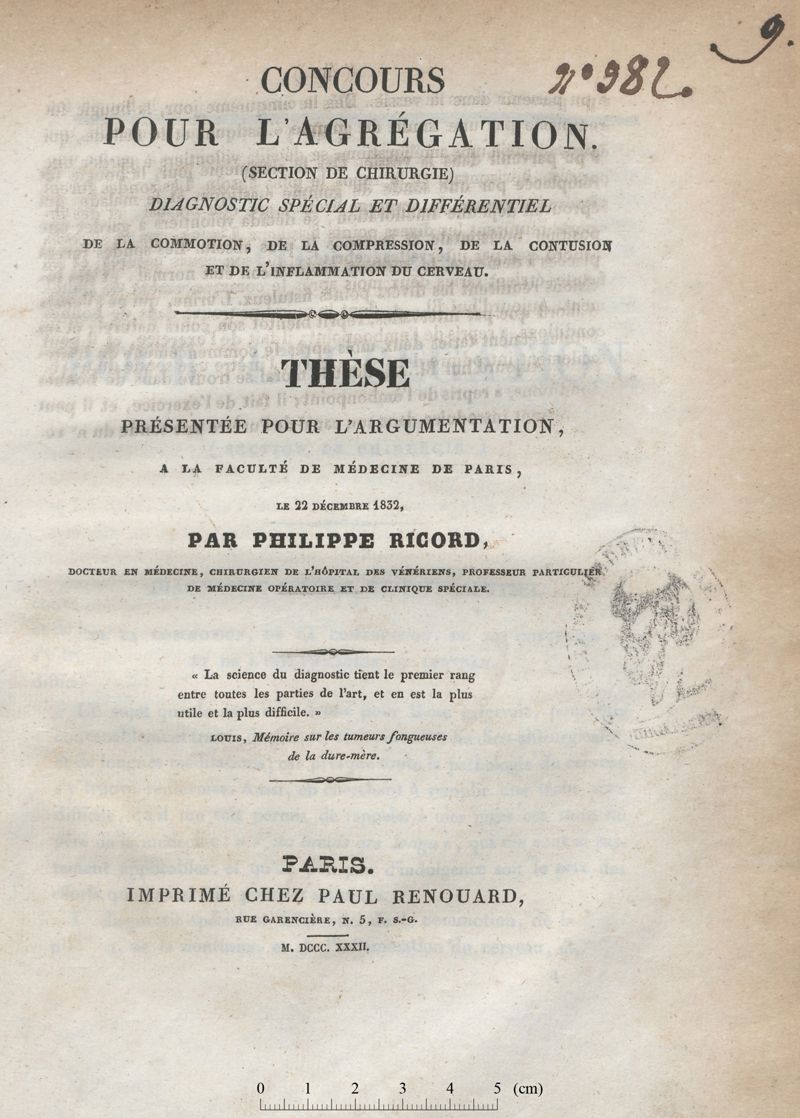 9.
nº 982.
CONCOURS
POUR L'AGRÉGATION.
(SECTION DE CHIRURGIE)
DIAGNOSTIC SPÉCIAL ET DIFFÉRENTIEL
DE LA COMMOTION, DE LA COMPRESSION, DE LA CONTUSION
ET DE L'INFLAMMATION DU CERVEAU.
THÈSE
PRÉSENTÉE POUR L'ARGUMENTATION,
A LA FACULTÉ DE MÉDECINE DE PARIS,
LE 22 DÉCEMBRE 1832,
PAR PHILIPPE RICORD,
DOCTEUR EN MÉDECINE, CHIRURGIEN DE L'HÔPITAL DES VÉNÉRIENS, PROFESSEUR PARTICULIER
DE MÉDECINE OPÉRATOIRE ET DE CLINIQUE SPÉCIALE.
« La science du diagnostic tient le premier rang
entre toutes les parties de l'art, et en est la plus
utile et la plus difficile. »
LOUIS, Mémoire sur les tumeurs fongueuses
de la dure-mère.
PARIS.
IMPRIMÉ CHEZ PAUL RENOUARD,
RUE GARENCIÈRE, N. 5, F. S.-G.
M. DCCC. XXXII.
0 1 2 3 4 5 (cm)